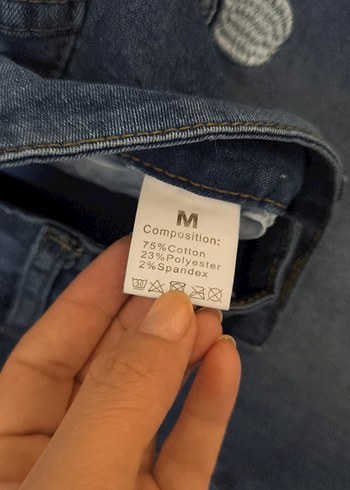 M
Composition:
75%Cotton
23%Polyester
2%Spandex